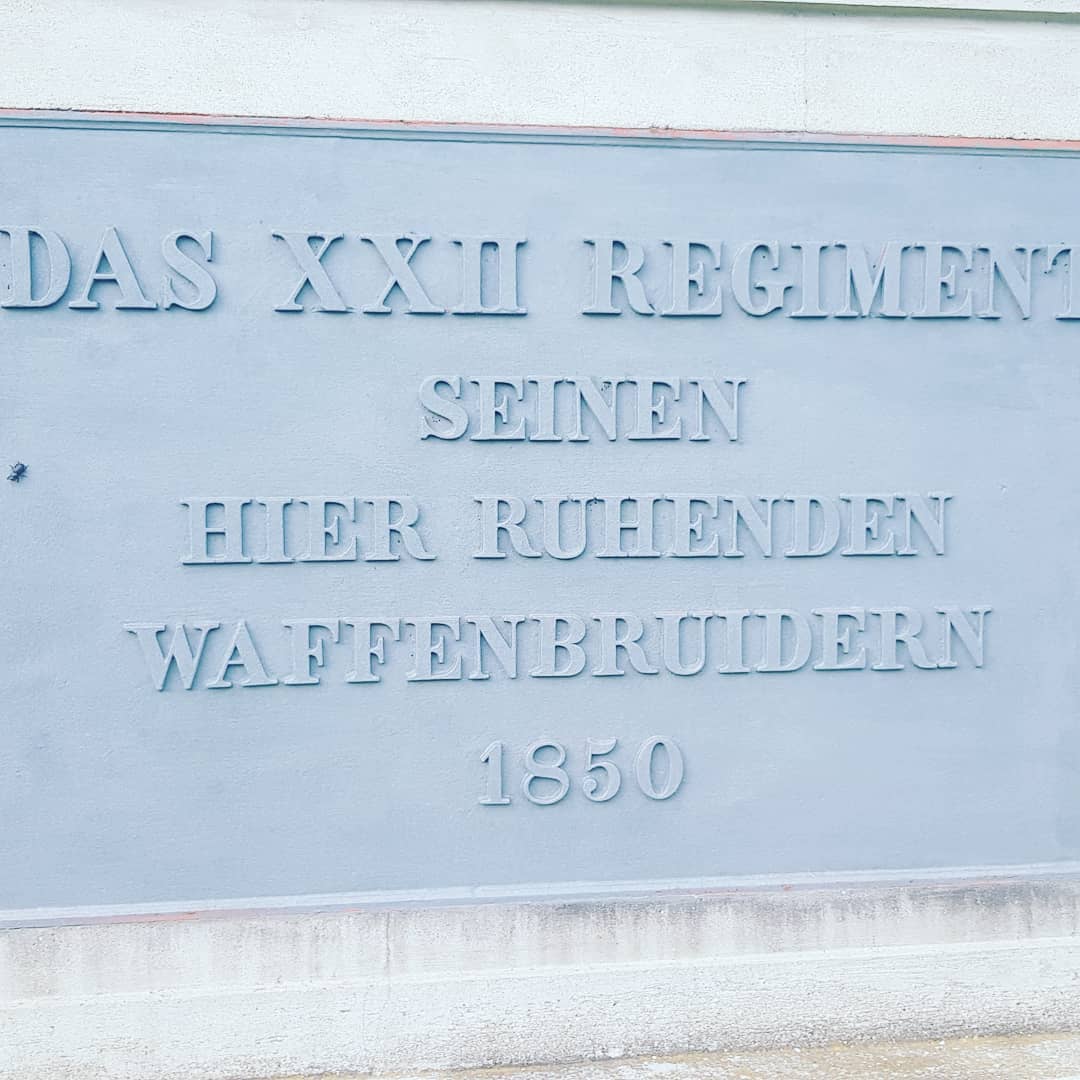 DAS XXII REGIMENT
SEINEN
HIER RUHENDEN
WAFFENBRUIDERN
1850